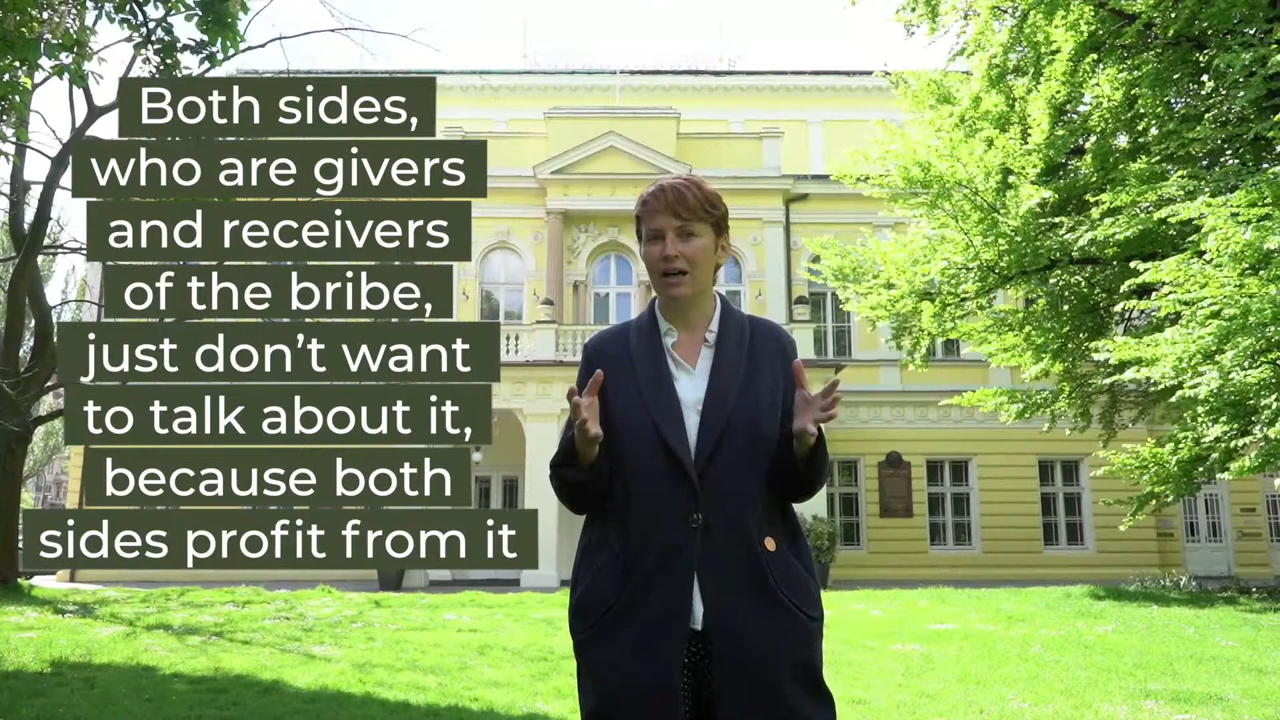 Both sides,
who are givers
and receivers
of the bribe,
just don’t want
to talk about it,
because both
sides profit from it